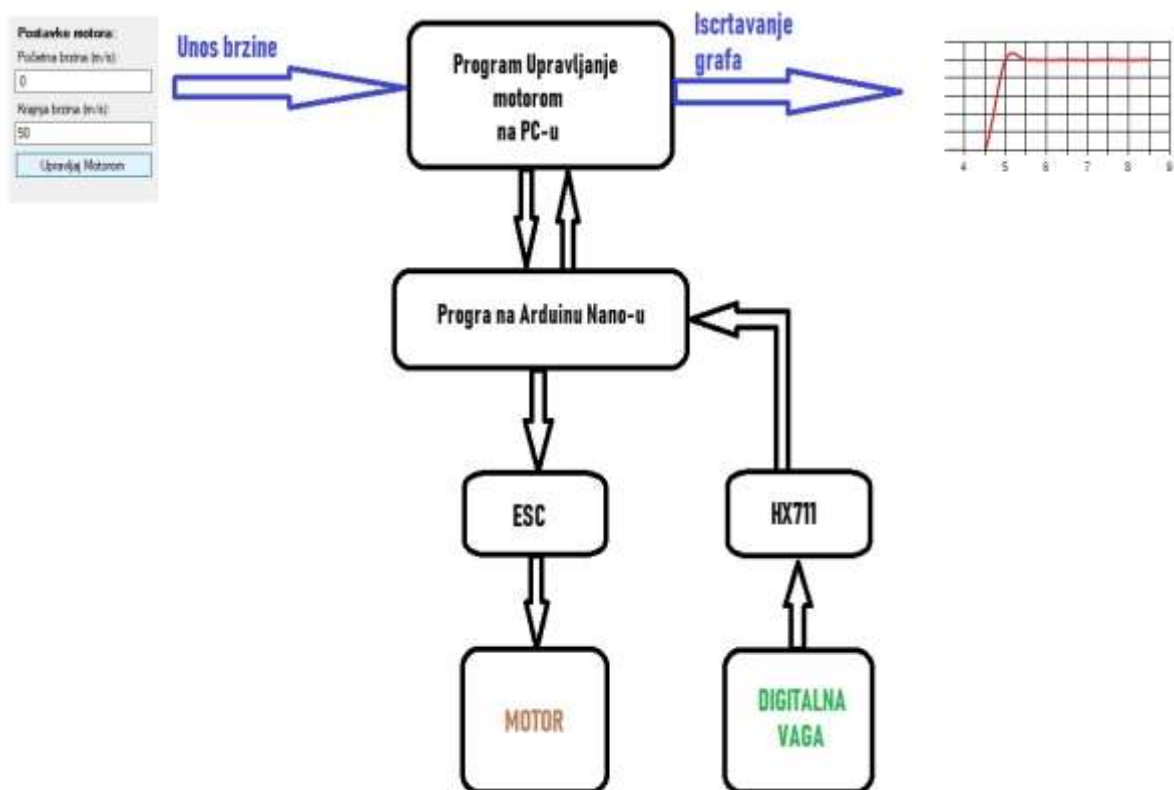 Postavke motora:
Početna brzina (m/s):
0
Krajnja brzina (m/s):
50
Upravljaj Motorom
Unos brzine
Program Upravljanje
motorom
na PC-u
Iscrtavanje
grafa
4 5 6 7 8 9
Progra na Arduinu Nano-u
ESC
HX711
MOTOR
DIGITALNA
VAGA